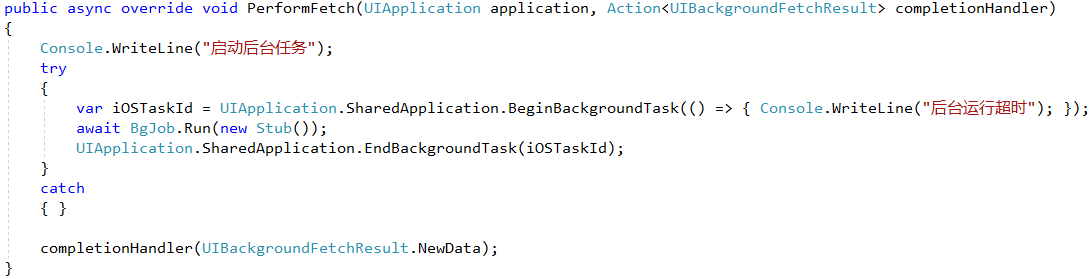 public async override void PerformFetch(UIApplication application, Action<UIBackgroundFetchResult> completionHandler)
{
    Console.WriteLine("启动后台任务");
    try
    {
        var iOSTaskId = UIApplication.SharedApplication.BeginBackgroundTask(() => { Console.WriteLine("后台运行超时"); });
        await BgJob.Run(new Stub());
        UIApplication.SharedApplication.EndBackgroundTask(iOSTaskId);
    }
    catch
    { }

    completionHandler(UIBackgroundFetchResult.NewData);
}